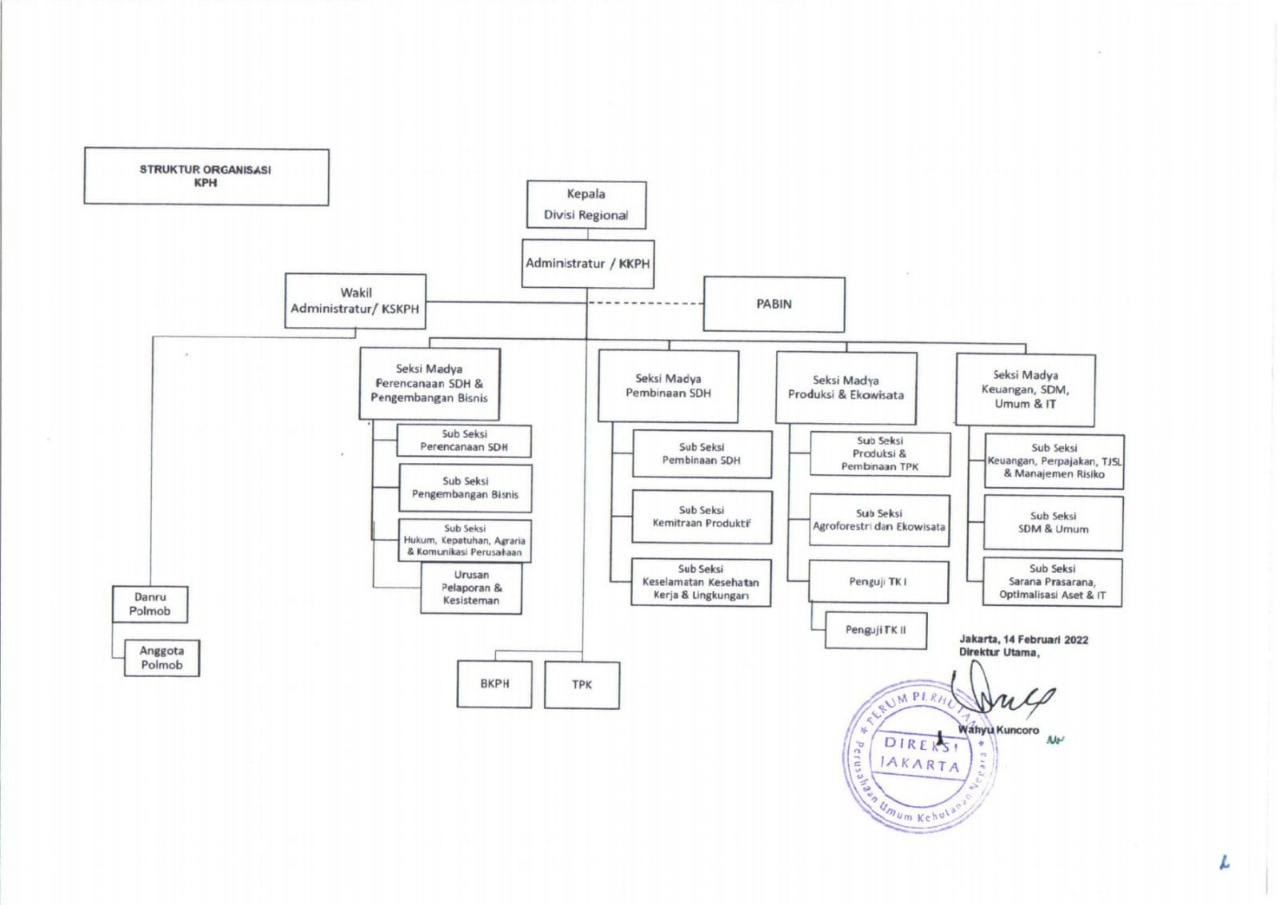 STRUKTUR ORGANISASI
KPH
Kepala
Divisi Regional
Administratur / KKPH
Wakil
Administratur/ KSKPH
PABIN
Seksi Madya
Perencanaan SDH &
Pengembangan Bisnis
Sub Seksi
Perencanaan SDH
Sub Seksi
Pengembangan Bisnis
Sub Seksi
Hukum, Kepatuhan, Agraria
& Komunikasi Perusahaan
Urusan
Pelaporan &
Kesisteman
Seksi Madya
Pembinaan SDH
Sub Seksi
Pembinaan SDH
Sub Seksi
Kemitraan Produktif
Sub Seksi
Keselamatan Kesehatan
Kerja & Lingkungan
Seksi Madya
Produksi & Ekowisata
Sub Seksi
Produksi &
Pembinaan TPK
Sub Seksi
Agroforestri dan Ekowisata
Penguji TK I
Penguji TK II
Seksi Madya
Keuangan, SDM,
Umum & IT
Sub Seksi
Keuangan, Perpajakan, TJSL
& Manajemen Risiko
Sub Seksi
SDM & Umum
Sub Seksi
Sarana Prasarana,
Optimalisasi Aset & IT
Danru
Polmob
Anggota
Polmob
BKPH
TPK
Jakarta, 14 Februari 2022
Direktur Utama,
Wahyu Kuncoro
PERUM PERHUTANI
DIREKSI
JAKARTA
Perusahaan Umum Kehutanan Negara